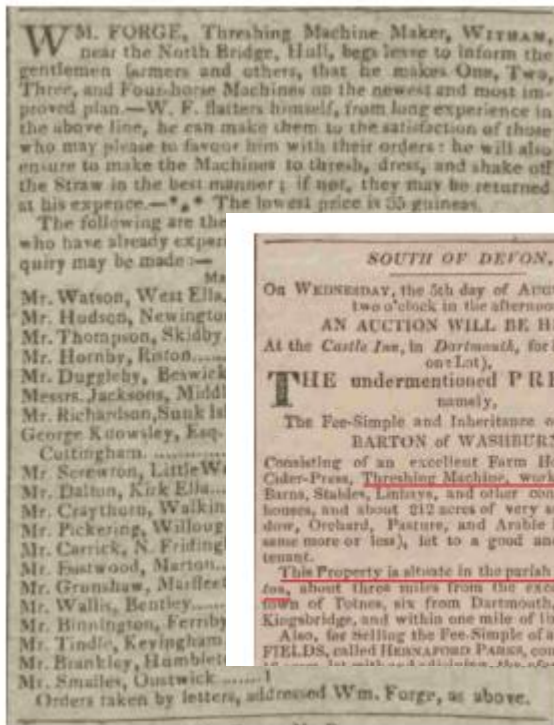 WM. FORGE, Threshing Machine Maker, WITHAM,
near the North Bridge, Hull, begs leave to inform the
gentlemen farmers and others, that he makes One, Two,
Three, and Four-horse Machines on the newest and most im-
proved plan.—W. F. flatters himself, from long experience in
the above line, he can make them to the satisfaction of those
who may please to favour him with their orders: he will also
ensure to make the Machines to thresh, dress, and shake off
the Straw in the best manner; if not, they may be returned
at his expence.—*** The lowest price is 35 guineas.
The following are the
who have already exper
quiry may be made:—
Ma
Mr. Watson, West Ella
Mr. Hudson, Newington
Mr. Thompson, Skidby
Mr. Hornby, Riston......
Mr. Duggleby, Beswick
Messrs. Jacksons, Middl
Mr. Richardson, Sunk Isl
George Knowsley, Esq.
Cottingham. ............
Mr. Screwton, Little We
Mr. Dalton, Kirk Ella...
Mr. Craythorn, Walkin
Mr. Pickering, Willoug
Mr. Carrick, N. Friding
Mr. Eastwood, Marton...
Mr. Grunshaw, Marfleet
Mr. Wallis, Bentley......
Mr. Binnington, Ferriby
Mr. Tindle, Keyingham
Mr. Brankley, Humblet
Mr. Smailes, Oustwick ........1
Orders taken by letters, addressed Wm. Forge, as above.
SOUTH OF DEVON,
On WEDNESDAY, the 5th day of AUGU
two o'clock in the afternoo
AN AUCTION WILL BE H
At the Castle Inn, in Dartmouth, for
one Lot),
THE undermentioned PRE
namely,
The Fee-Simple and Inheritance o
BARTON of WASHBURN
Consisting of an excellent Farm Ho
Cider-Press, Threshing Machine, work
Barns, Stables, Linhays, and other con
houses, and about 212 acres of very a
dow, Orchard, Pasture, and Arable
same more or less), let to a good and
tenant.
This Property is situate in the parish
ton, about three miles from the exce
town of Totnes, six from Dartmouth,
Kingsbridge, and within one mile of th
Also, for Selling the Fee-Simple of a
FIELDS, called HERNAFORD PARKS, con